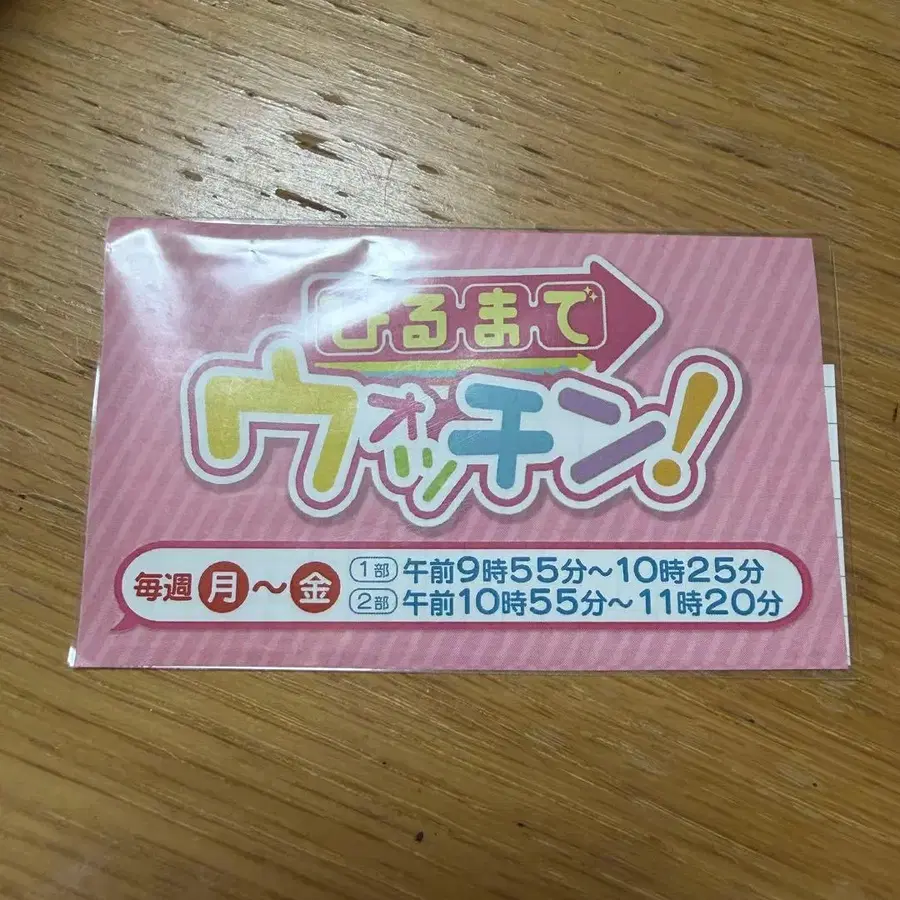 ひるまで
ウォッチン!
毎週 月～金
1部 午前9時55分～10時25分
2部 午前10時55分～11時20分